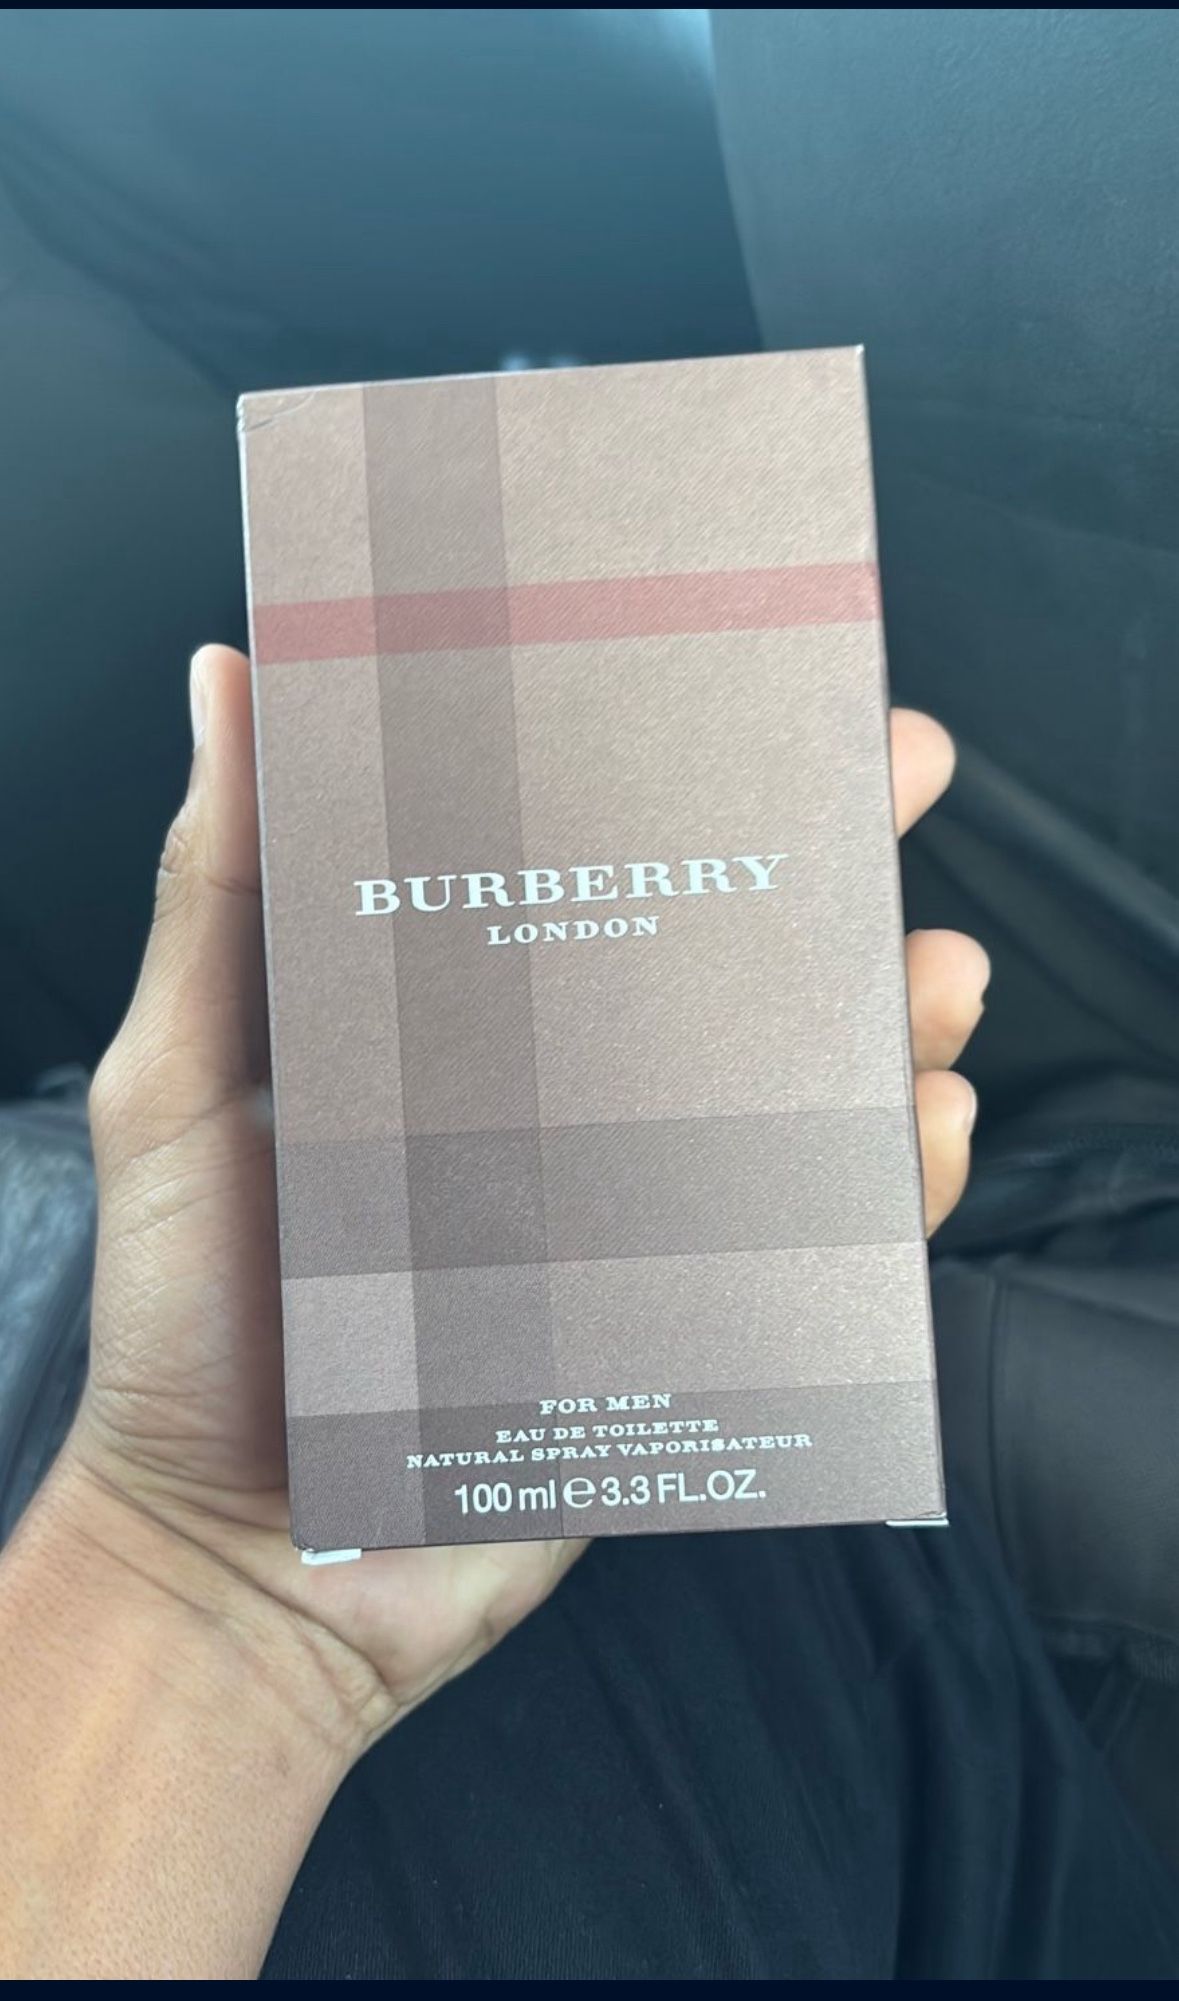 BURBERRY
LONDON
FOR MEN
EAU DE TOILETTE
NATURAL SPRAY VAPORISATEUR
100 ml ℮ 3.3 FL.OZ.